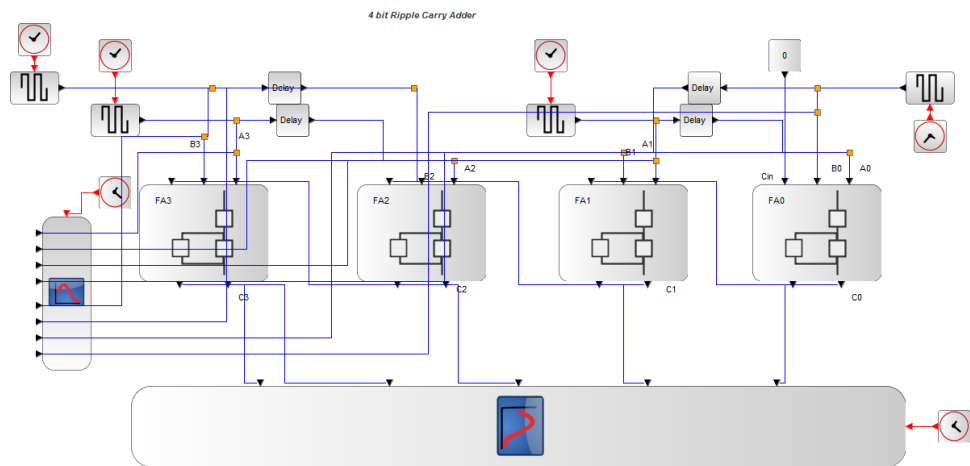 4 bit Ripple Carry Adder
0
Delay
Delay
Delay
Delay
B3
A3
B2
A2
B1
A1
Cin
B0
A0
FA3
FA2
FA1
FA0
C3
C2
C1
C0